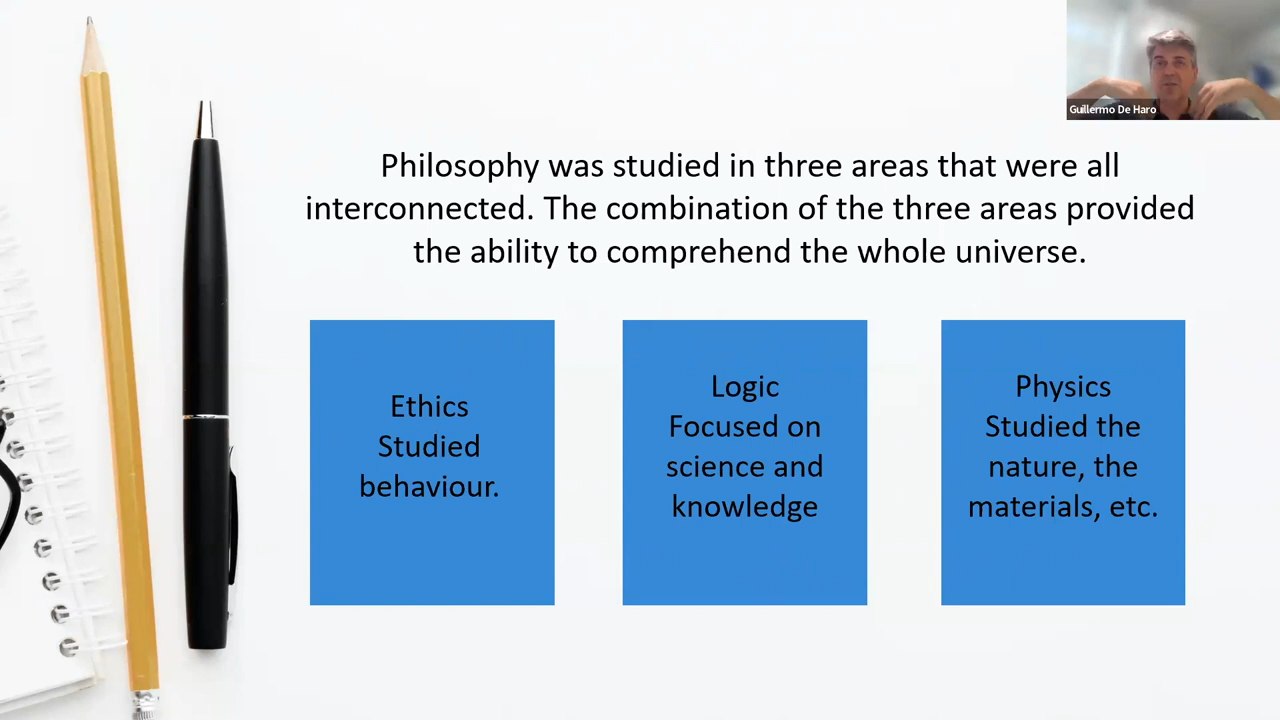 Guillermo De Haro
Philosophy was studied in three areas that were all
interconnected. The combination of the three areas provided
the ability to comprehend the whole universe.
Ethics
Studied
behaviour.
Logic
Focused on
science and
knowledge
Physics
Studied the
nature, the
materials, etc.